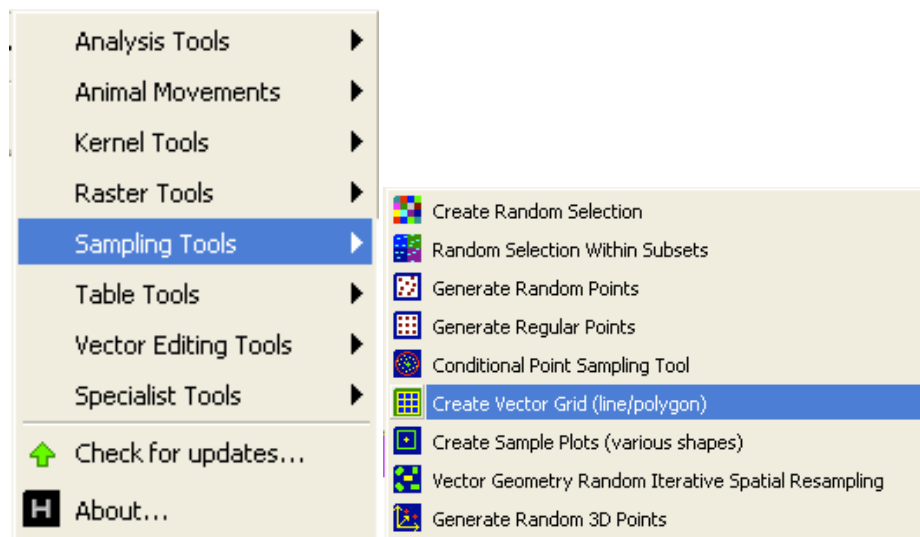 Analysis Tools
Animal Movements
Kernel Tools
Raster Tools
Sampling Tools
Table Tools
Vector Editing Tools
Specialist Tools
Check for updates...
H About...
Create Random Selection
Random Selection Within Subsets
Generate Random Points
Generate Regular Points
Conditional Point Sampling Tool
Create Vector Grid (line/polygon)
Create Sample Plots (various shapes)
Vector Geometry Random Iterative Spatial Resampling
Generate Random 3D Points